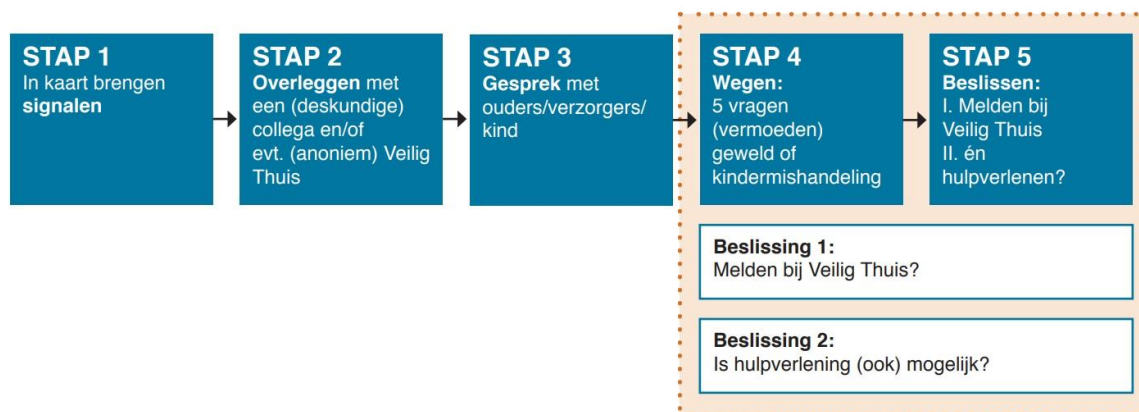 STAP 1
In kaart brengen
signalen
STAP 2
Overleggen met
een (deskundige)
collega en/of
evt. (anoniem) Veilig
Thuis
STAP 3
Gesprek met
ouders/verzorgers/
kind
STAP 4
Wegen:
5 vragen
(vermoeden)
geweld of
kindermishandeling
STAP 5
Beslissen:
I. Melden bij
Veilig Thuis
II. én
hulpverlenen?
Beslissing 1:
Melden bij Veilig Thuis?
Beslissing 2:
Is hulpverlening (ook) mogelijk?